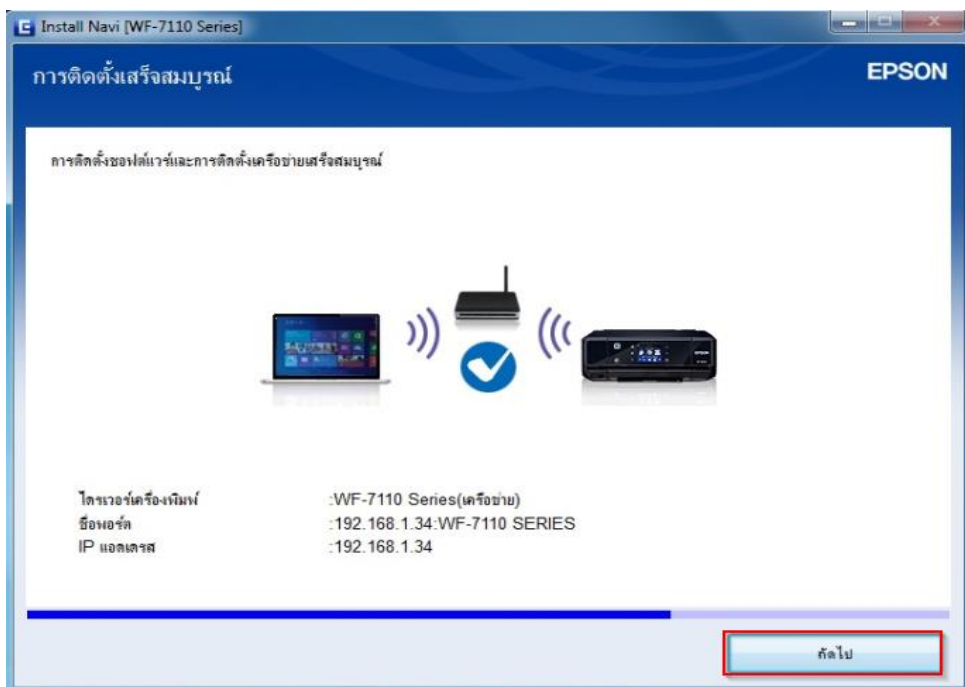 Install Navi [WF-7110 Series]
การติดตั้งเสร็จสมบูรณ์
EPSON
การติดตั้งซอฟต์แวร์และการติดตั้งเครือข่ายเสร็จสมบูรณ์
ไดรเวอร์เครื่องพิมพ์ :WF-7110 Series(เครือข่าย)
ชื่อพอร์ต :192.168.1.34:WF-7110 SERIES
IP แอดเดรส :192.168.1.34
ถัดไป